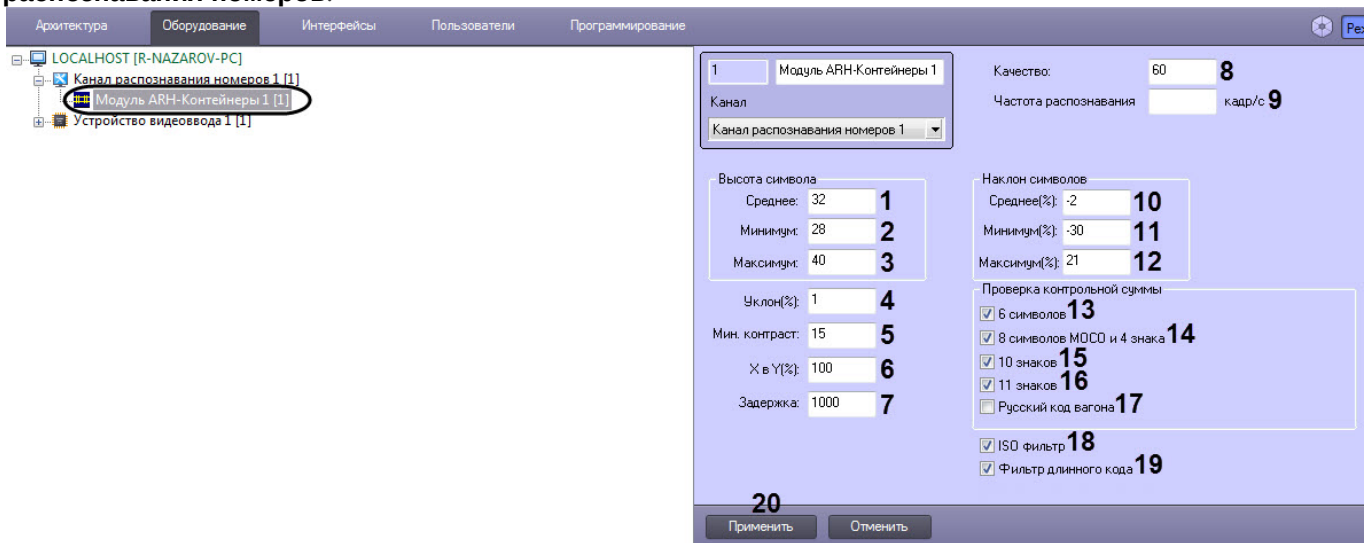 распознавания номеров.
Архитектура Оборудование Интерфейсы Пользователи Программирование Реж
LOCALHOST [R-NAZAROV-PC]
Канал распознавания номеров 1 [1]
Модуль ARH-Контейнеры 1 [1]
Устройство видеоввода 1 [1]
1 Модуль ARH-Контейнеры 1
Канал
Канал распознавания номеров 1
Качество: 60 8
Частота распознавания кадр/с 9
Высота символа
Среднее: 32 1
Минимум: 28 2
Максимум: 40 3
Уклон(%): 1 4
Мин. контраст: 15 5
X в Y(%): 100 6
Задержка: 1000 7
Наклон символов
Среднее(%): -2 10
Минимум(%): -30 11
Максимум(%): 21 12
Проверка контрольной суммы
6 символов 13
8 символов МОСО и 4 знака 14
10 знаков 15
11 знаков 16
Русский код вагона 17
ISO фильтр 18
Фильтр длинного кода 19
20
Применить Отменить